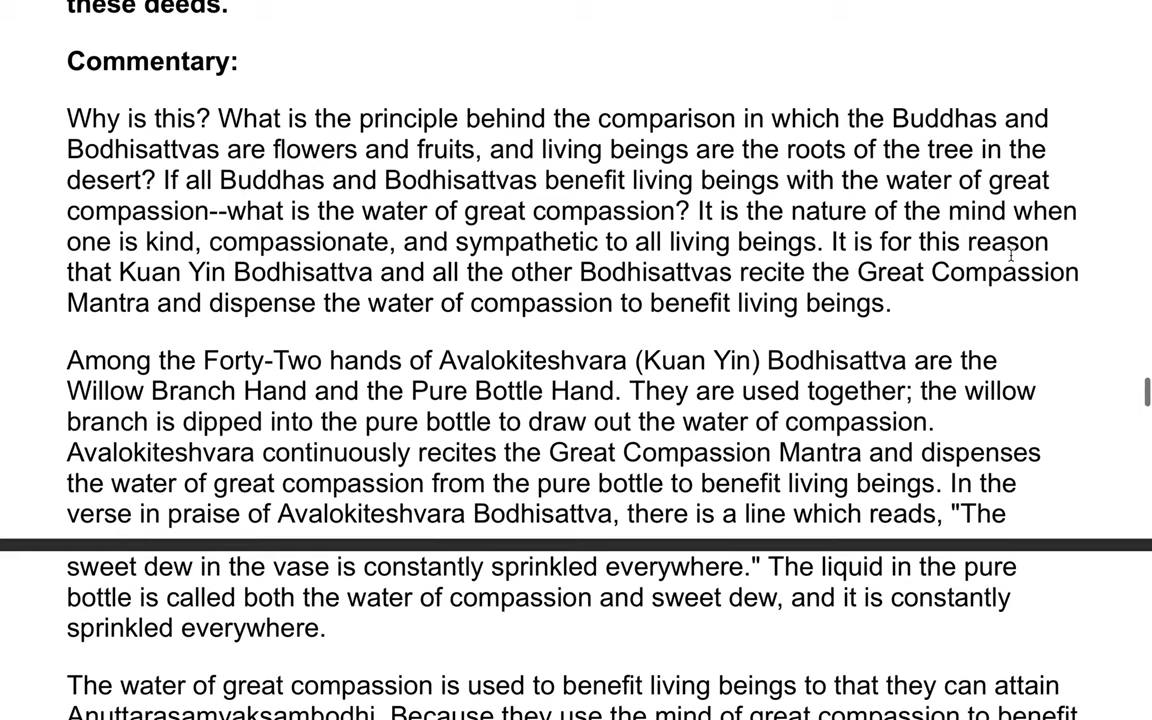 these deeds.
Commentary:
Why is this? What is the principle behind the comparison in which the Buddhas and
Bodhisattvas are flowers and fruits, and living beings are the roots of the tree in the
desert? If all Buddhas and Bodhisattvas benefit living beings with the water of great
compassion--what is the water of great compassion? It is the nature of the mind when
one is kind, compassionate, and sympathetic to all living beings. It is for this reason
that Kuan Yin Bodhisattva and all the other Bodhisattvas recite the Great Compassion
Mantra and dispense the water of compassion to benefit living beings.
Among the Forty-Two hands of Avalokiteshvara (Kuan Yin) Bodhisattva are the
Willow Branch Hand and the Pure Bottle Hand. They are used together; the willow
branch is dipped into the pure bottle to draw out the water of compassion.
Avalokiteshvara continuously recites the Great Compassion Mantra and dispenses
the water of great compassion from the pure bottle to benefit living beings. In the
verse in praise of Avalokiteshvara Bodhisattva, there is a line which reads, "The
sweet dew in the vase is constantly sprinkled everywhere." The liquid in the pure
bottle is called both the water of compassion and sweet dew, and it is constantly
sprinkled everywhere.
The water of great compassion is used to benefit living beings to that they can attain
Anuttarasamyaksambodhi. Because they use the mind of great compassion to benefit